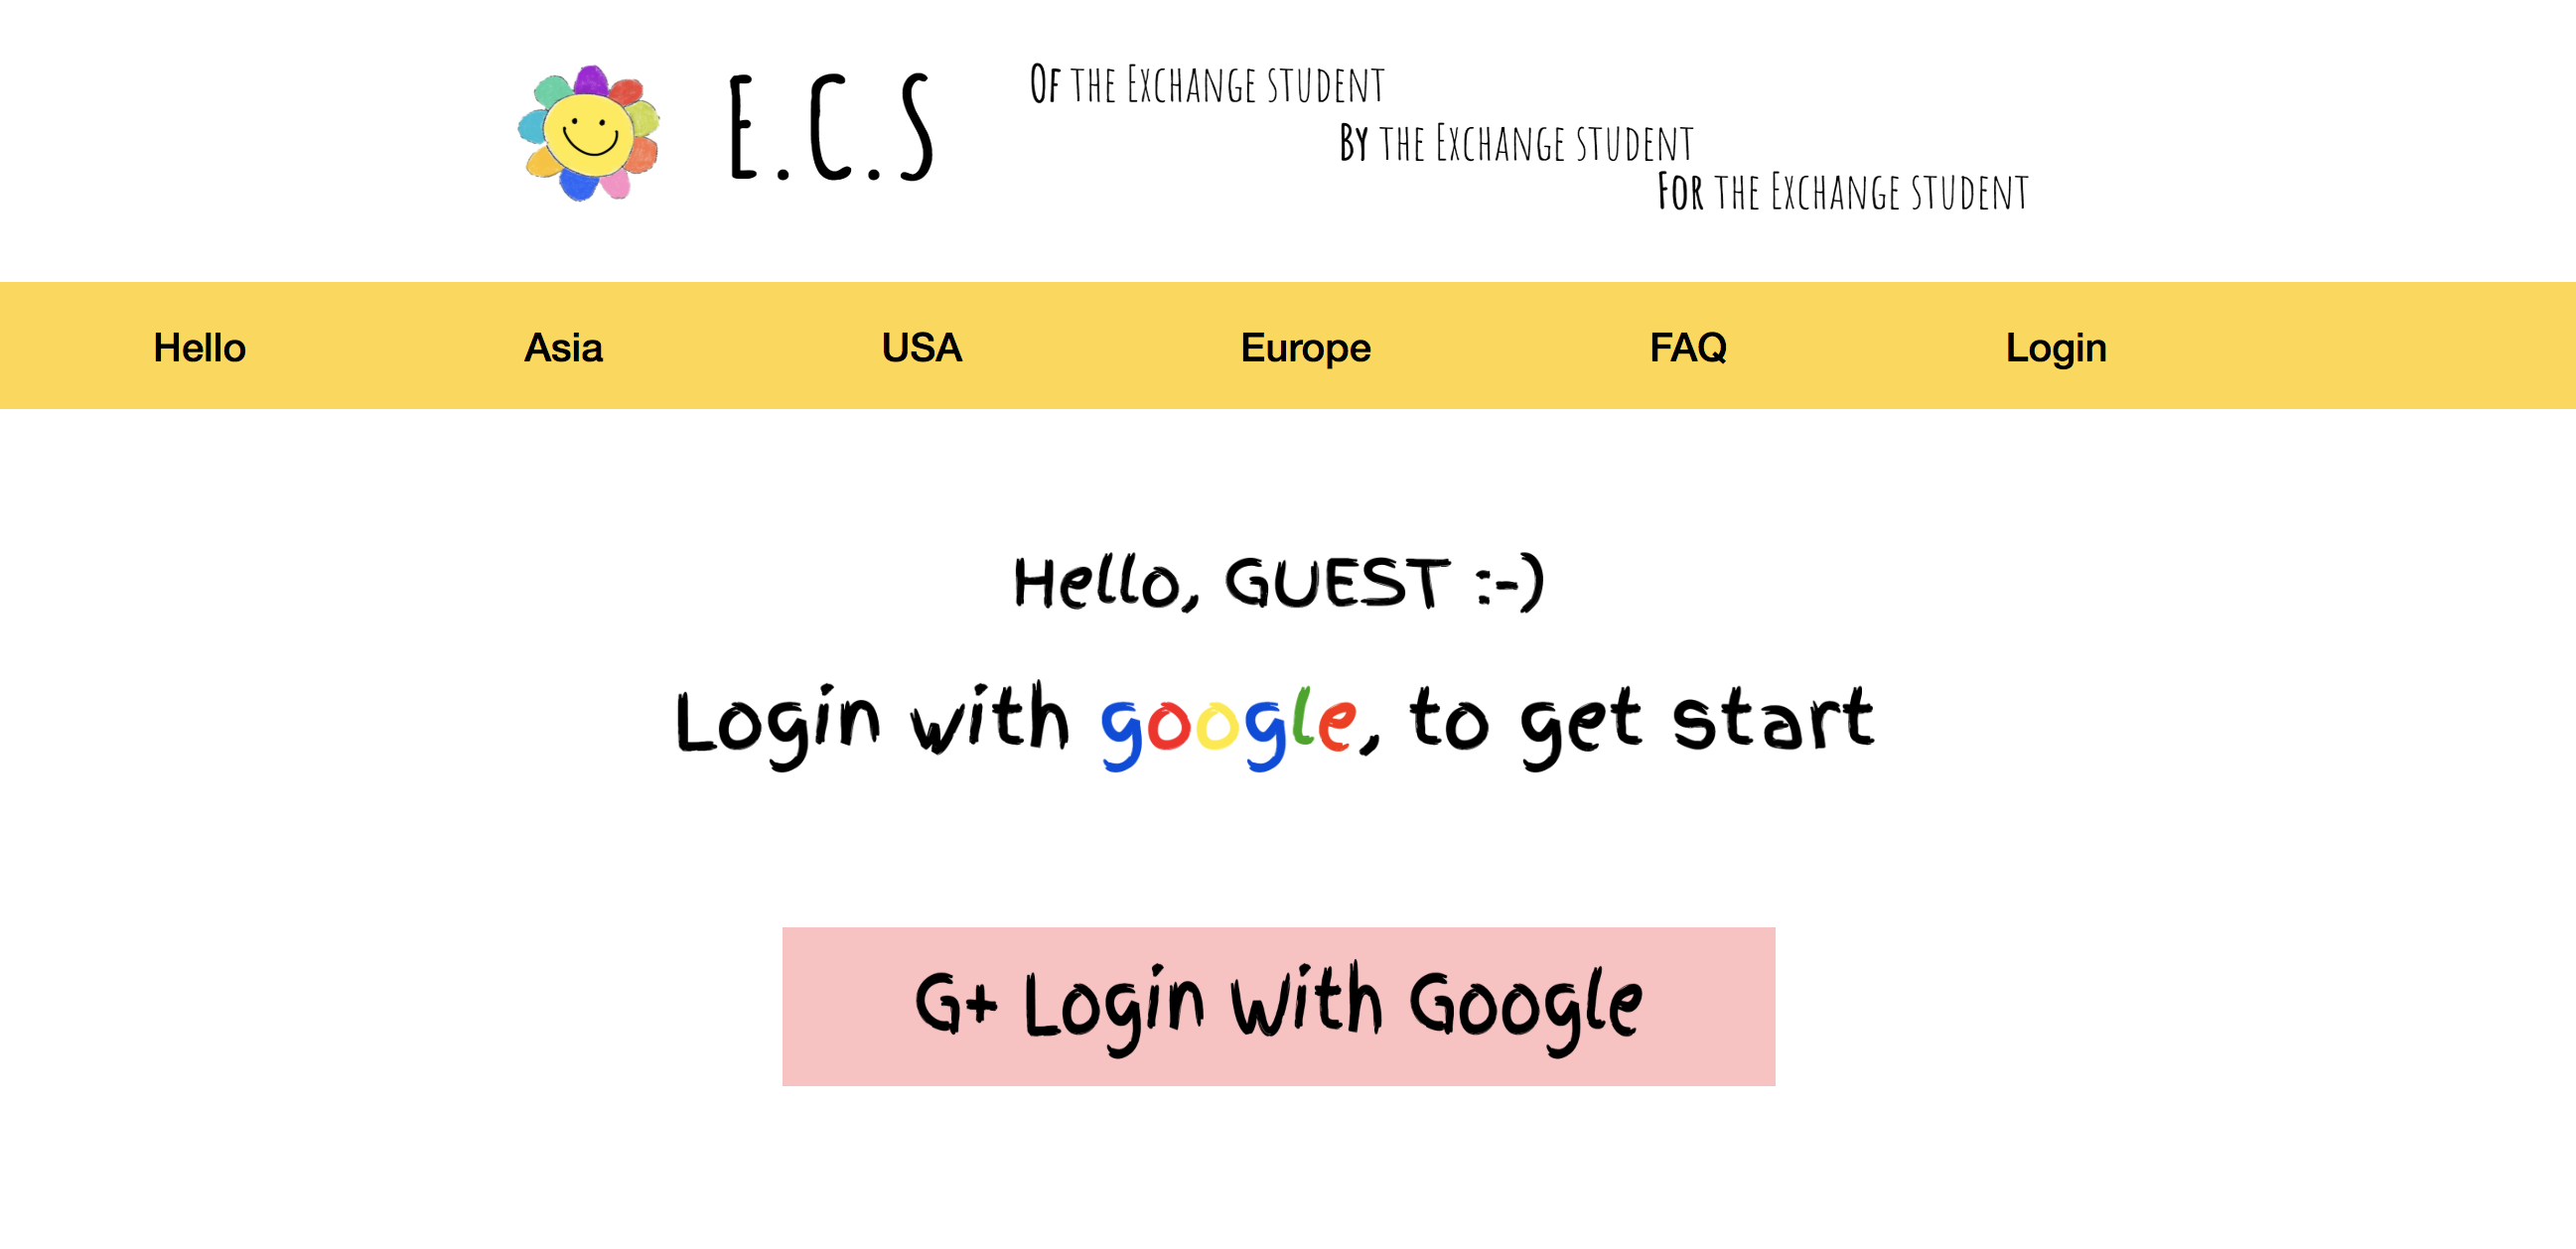 E.C.S
Of the Exchange student
By the Exchange student
For the Exchange student
Hello Asia USA Europe FAQ Login
Hello, GUEST :-)
Login with google, to get start
G+ Login With Google